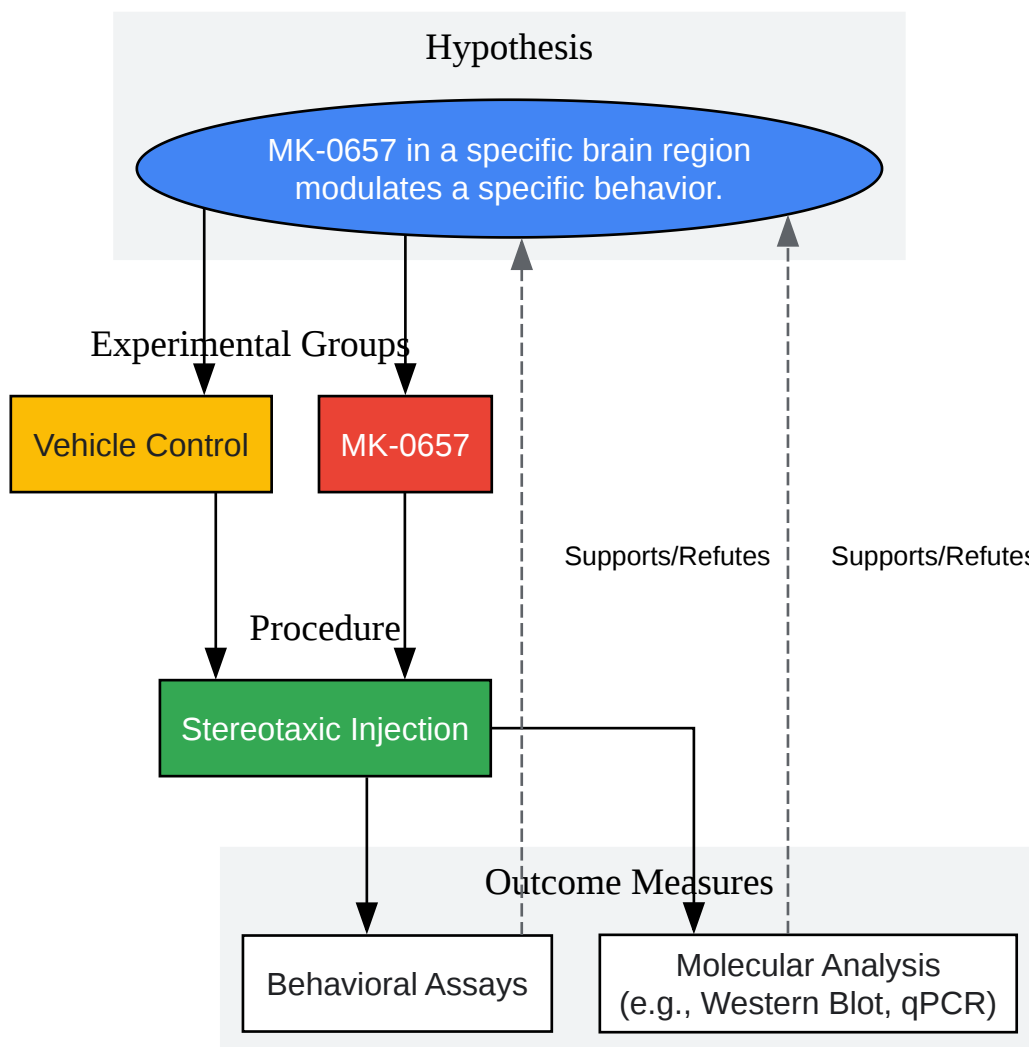 Hypothesis
MK-0657 in a specific brain region
modulates a specific behavior.
Experimental Groups
Vehicle Control
MK-0657
Supports/Refutes
Supports/Refutes
Procedure
Stereotaxic Injection
Outcome Measures
Behavioral Assays
Molecular Analysis
(e.g., Western Blot, qPCR)